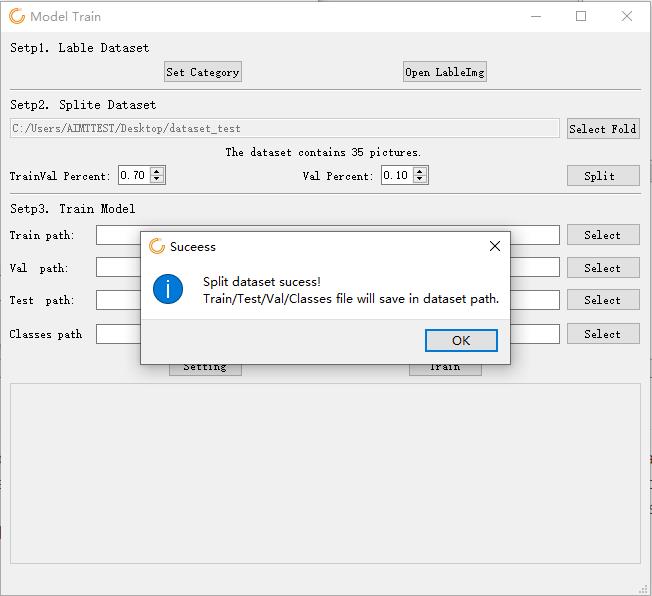 Model Train
Setp1. Lable Dataset
Set Category
Open LableImg
Setp2. Splite Dataset
C:/Users/AIMTTEST/Desktop/dataset_test
Select Fold
The dataset contains 35 pictures.
TrainVal Percent: 0.70
Val Percent: 0.10
Split
Setp3. Train Model
Train path:
Select
Suceess
Val path:
Select
Split dataset sucess!
Train/Test/Val/Classes file will save in dataset path.
Test path:
Select
Classes path
Select
OK
Setting
Train